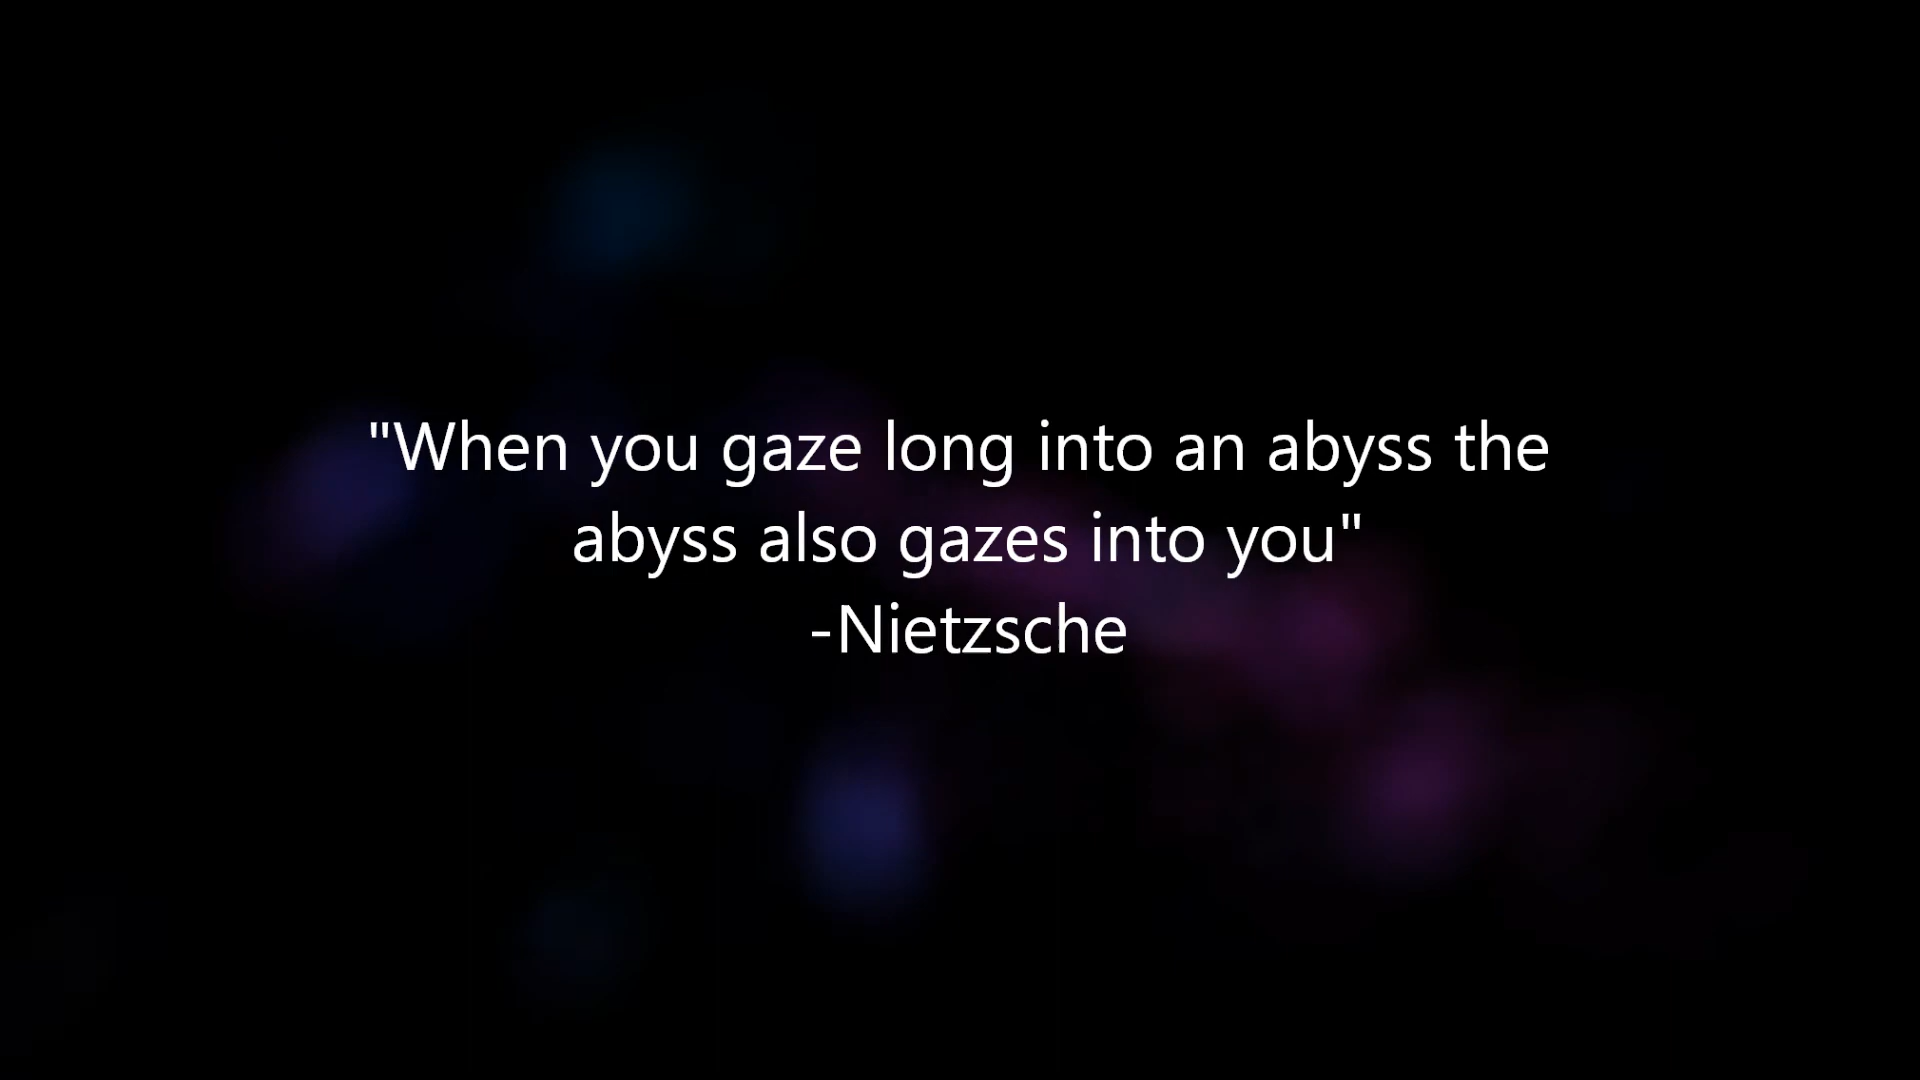 "When you gaze long into an abyss the
abyss also gazes into you"
-Nietzsche